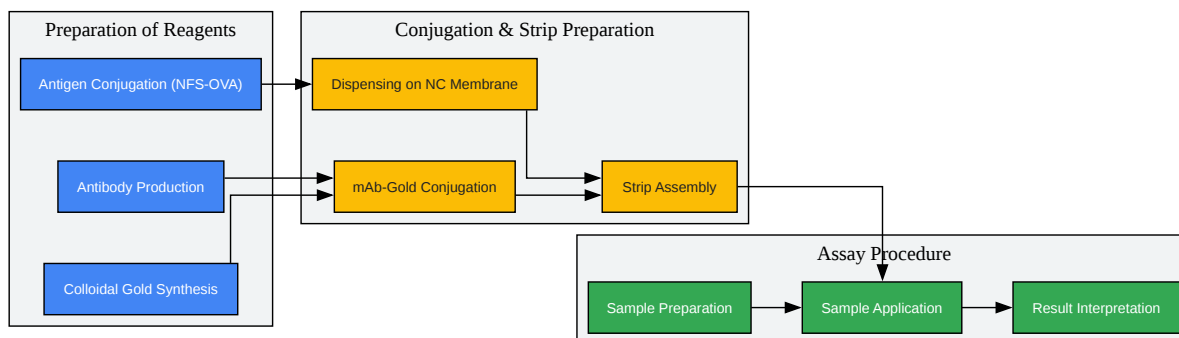 Preparation of Reagents
Antigen Conjugation (NFS-OVA)
Antibody Production
Colloidal Gold Synthesis
Conjugation & Strip Preparation
Dispensing on NC Membrane
mAb-Gold Conjugation
Strip Assembly
Assay Procedure
Sample Preparation
Sample Application
Result Interpretation